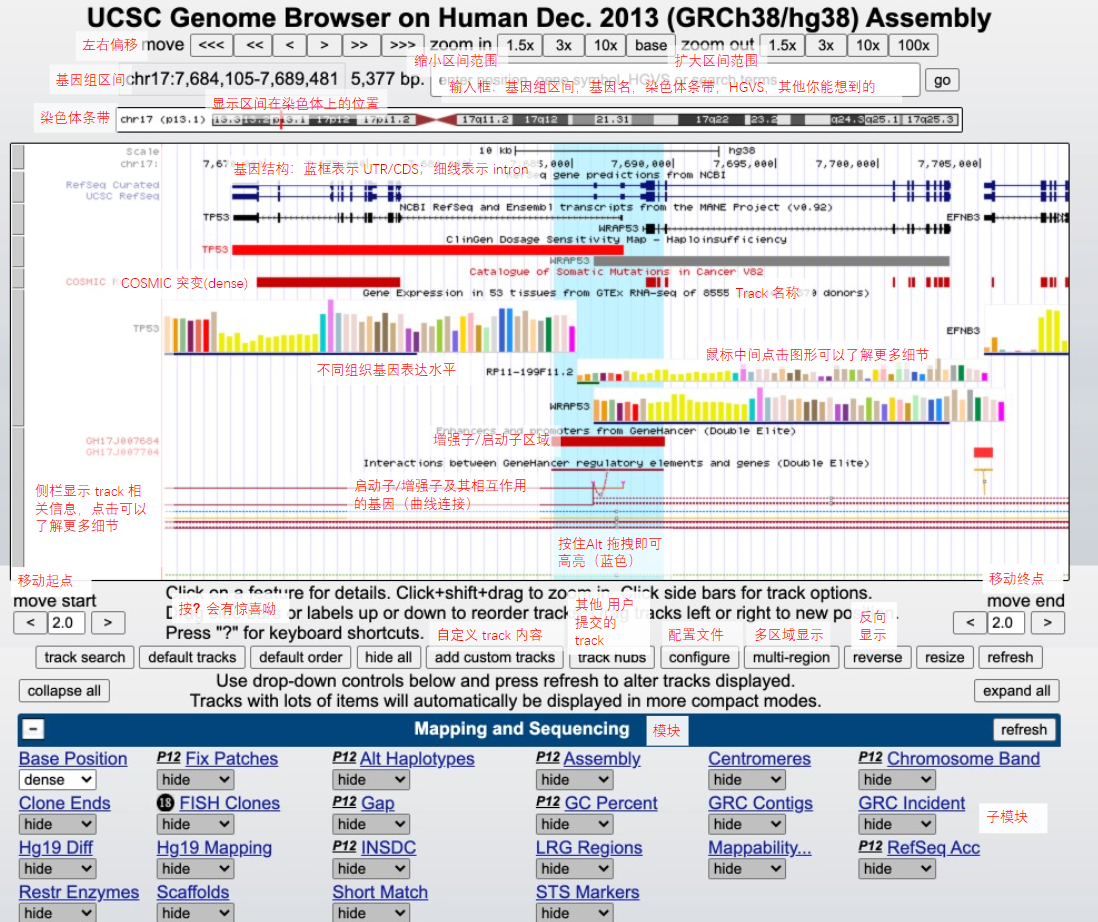 UCSC Genome Browser on Human Dec. 2013 (GRCh38/hg38) Assembly
左右偏移 move <<< << < > >> >>> zoom in 1.5x 3x 10x base zoom out 1.5x 3x 10x 100x
缩小区间范围 扩大区间范围
基因组区间 chr17:7,684,105-7,689,481 5,377 bp. enter position, gene symbol, HGVS or search terms go
输入框：基因组区间，基因名，染色体条带，HGVS，其他你能想到的
显示区间在染色体上的位置
染色体条带 chr17 (p13.1) 13.3 13.2 p13.1 17p12 17p11.2 17q11.2 17q12 21.31 17q22 23.2 q24.3 q25.1 17q25.3
Scale 10 kb hg38
chr17: 5,000 7,690,000 7,695,000 7,700,000 7,705,000
基因结构：蓝框表示 UTR/CDS，细线表示 intron
gene predictions from NCBI
RefSeq Curated
UCSC RefSeq
NCBI RefSeq and Ensembl transcripts from the MANE Project (v0.92)
TP53 EFNB3
WRAP53
ClinGen Dosage Sensitivity Map - Haploinsufficiency
TP53
WRAP53
Catalogue of Somatic Mutations in Cancer V82
COSMIC COSMIC 突变(dense)
Gene Expression in 53 tissues from GTEx RNA-seq of 8555 Track 名称 donors)
TP53 EFNB3
鼠标中间点击图形可以了解更多细节
不同组织基因表达水平 RP11-199F11.2
WRAP53
Enhancers and promoters from GeneHancer (Double Elite)
GH17J007684 增强子/启动子区域
GH17J007704
Interactions between GeneHancer regulatory elements and genes (Double Elite)
侧栏显示 track 相
关信息，点击可以
了解更多细节
启动子/增强子及其相互作用
的基因（曲线连接）
按住Alt 拖拽即可
高亮（蓝色）
移动起点 移动终点
move start Click on a feature for details. Click+shift+drag to zoom in. Click side bars for track options. move end
按? 会有惊喜呦
or labels up or down to reorder tracks left or right to new position.
< 2.0 > Press "?" for keyboard shortcuts. < 2.0 >
其他 用户
提交的
track
自定义 track 内容 配置文件 多区域显示
反向
显示
track search default tracks default order hide all add custom tracks track hubs configure multi-region reverse resize refresh
collapse all Use drop-down controls below and press refresh to alter tracks displayed. expand all
Tracks with lots of items will automatically be displayed in more compact modes.
- Mapping and Sequencing 模块 refresh
Base Position P12 Fix Patches P12 Alt Haplotypes P12 Assembly Centromeres P12 Chromosome Band
dense hide hide hide hide hide
Clone Ends 18 FISH Clones P12 Gap P12 GC Percent GRC Contigs GRC Incident
hide hide hide hide hide hide 子模块
Hg19 Diff Hg19 Mapping P12 INSDC LRG Regions Mappability... P12 RefSeq Acc
hide hide hide hide hide hide
Restr Enzymes Scaffolds Short Match STS Markers
hide hide hide hide